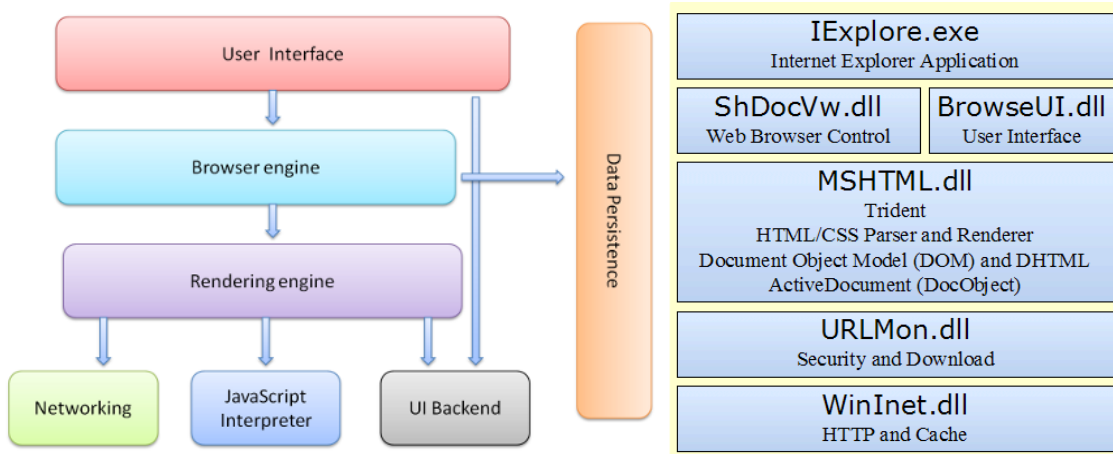 User Interface
Browser engine
Rendering engine
Networking
JavaScript
Interpreter
UI Backend
Data Persistence
IExplore.exe
Internet Explorer Application
ShDocVw.dll
Web Browser Control
BrowseUI.dll
User Interface
MSHTML.dll
Trident
HTML/CSS Parser and Renderer
Document Object Model (DOM) and DHTML
ActiveDocument (DocObject)
URLMon.dll
Security and Download
WinInet.dll
HTTP and Cache